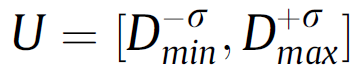 U = [D_{min}^{-σ}, D_{max}^{+σ}]